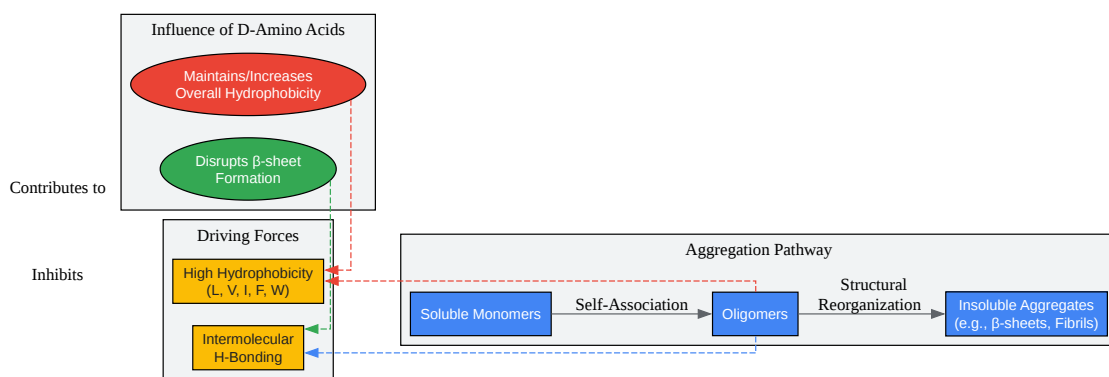 Influence of D-Amino Acids
Maintains/Increases
Overall Hydrophobicity
Disrupts β-sheet
Formation
Contributes to
Inhibits
Driving Forces
High Hydrophobicity
(L, V, I, F, W)
Intermolecular
H-Bonding
Aggregation Pathway
Soluble Monomers
Self-Association
Oligomers
Structural
Reorganization
Insoluble Aggregates
(e.g., β-sheets, Fibrils)